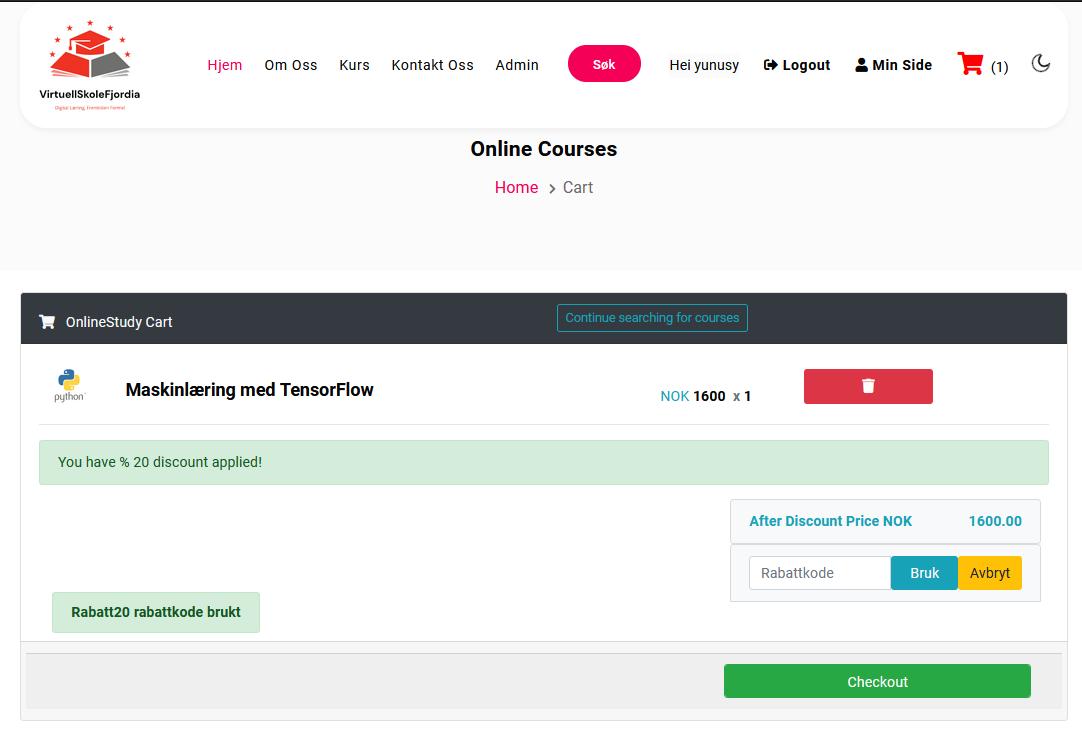 VirtuellSkoleFjordia
Digital Læring, Fremtiden Formet
Hjem Om Oss Kurs Kontakt Oss Admin Søk Hei yunusy Logout Min Side (1)
Online Courses
Home > Cart
OnlineStudy Cart Continue searching for courses
python
Maskinlæring med TensorFlow NOK 1600 x 1
You have % 20 discount applied!
After Discount Price NOK 1600.00
Rabattkode Bruk Avbryt
Rabatt20 rabattkode brukt
Checkout